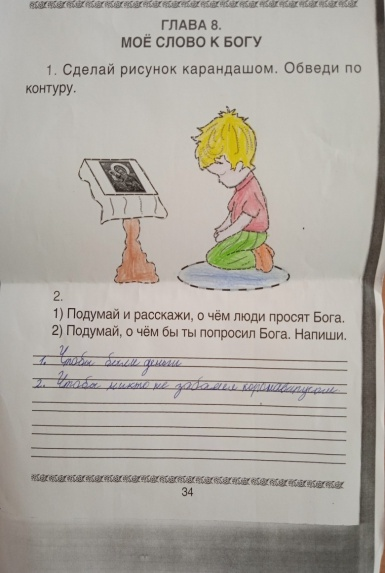 ГЛАВА 8.
МОЁ СЛОВО К БОГУ
1. Сделай рисунок карандашом. Обведи по
контуру.
2.
1) Подумай и расскажи, о чём люди просят Бога.
2) Подумай, о чём бы ты попросил Бога. Напиши.
1. Чтобы были деньги
2. Чтобы никто не заболел коронавирусом
34